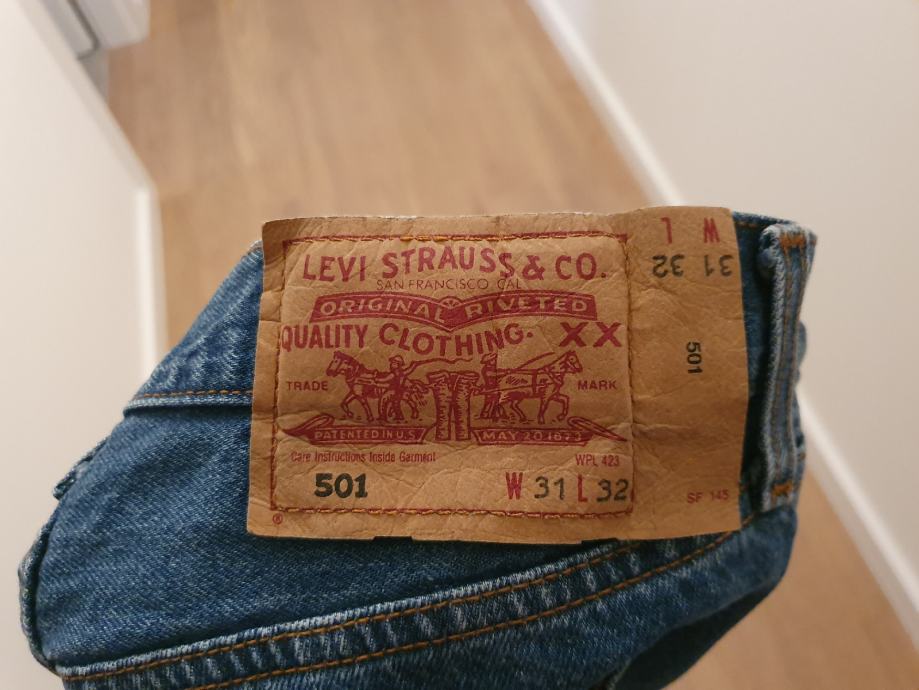 LEVI STRAUSS & CO.
SAN FRANCISCO CAL
ORIGINAL RIVETED
QUALITY CLOTHING. XX
TRADE MARK
PATENTED IN U.S. MAY 20 1873
Care Instructions Inside Garment WPL 423
501 W 31 L 32
®
W L
31 32
501
SF 145